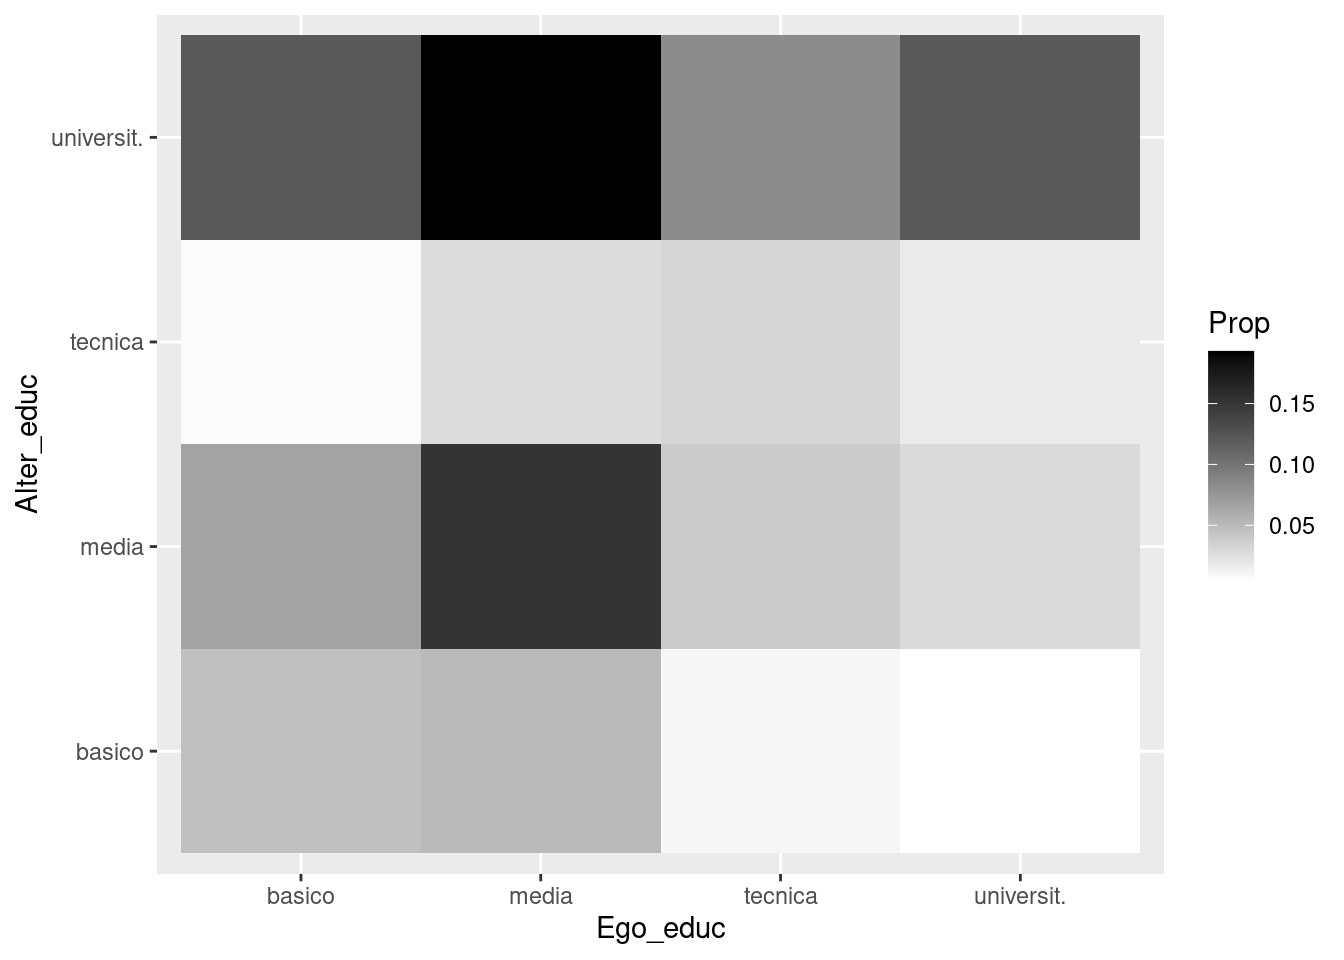 universit.
tecnica
media
basico
Alter_educ
basico media tecnica universit.
Ego_educ
Prop
0.15
0.10
0.05